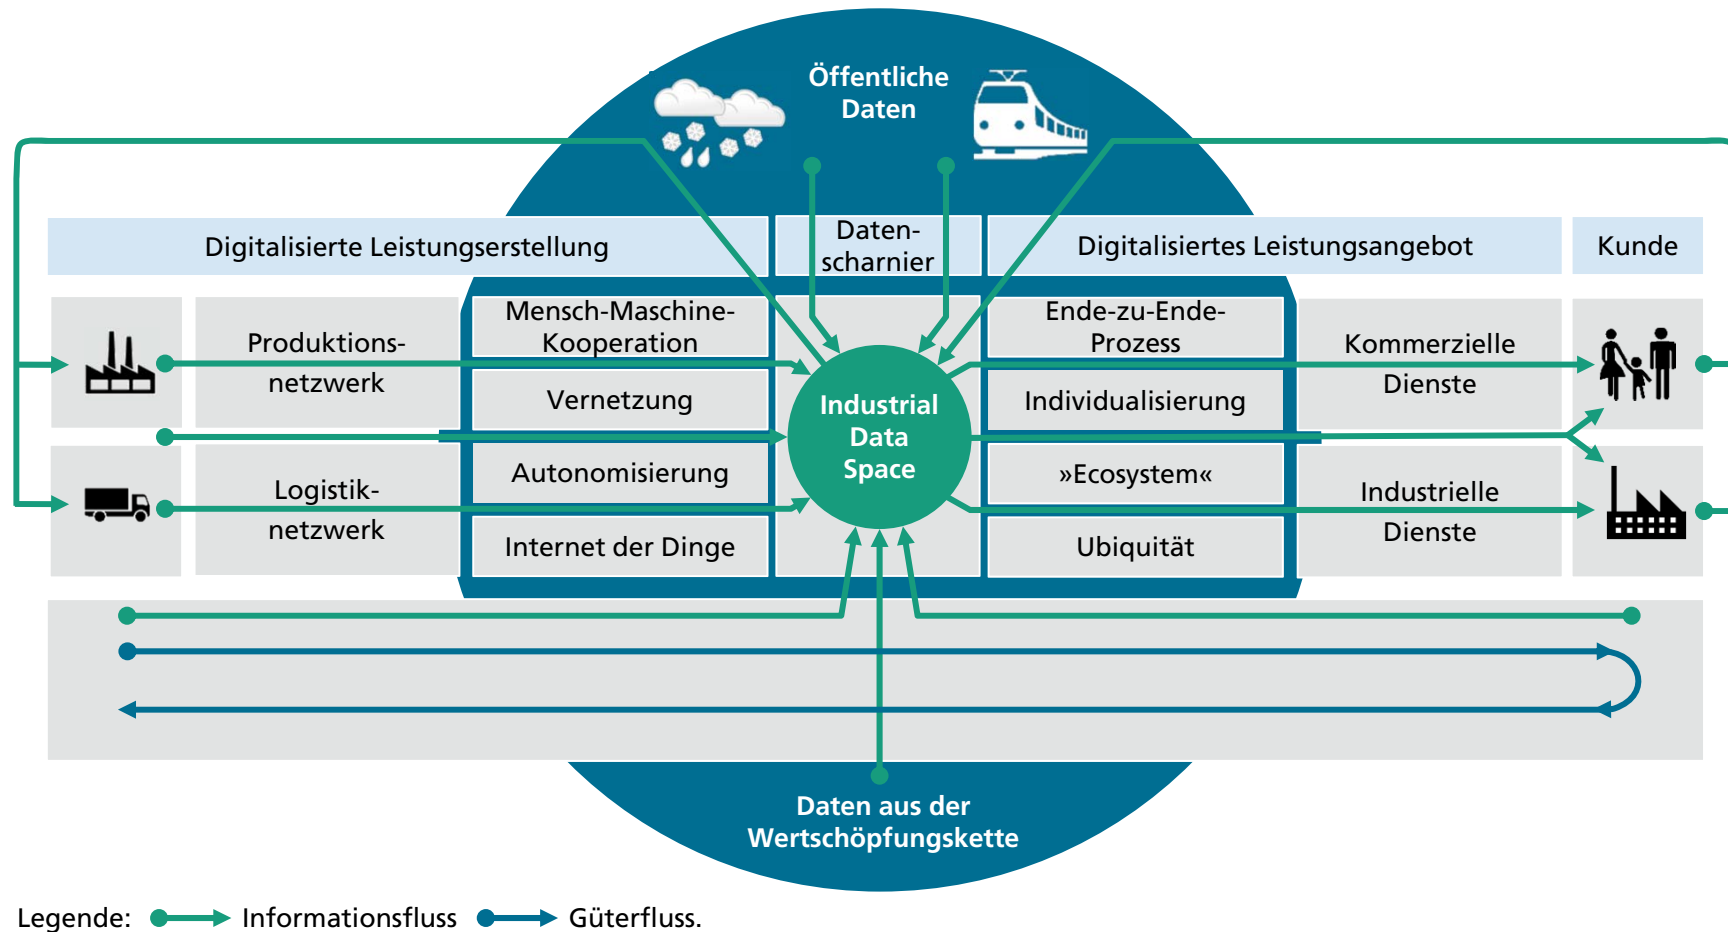 Öffentliche
Daten
Digitalisierte Leistungserstellung
Daten-
scharnier
Digitalisiertes Leistungsangebot
Kunde
Produktions-
netzwerk
Mensch-Maschine-
Kooperation
Vernetzung
Logistik-
netzwerk
Autonomisierung
Internet der Dinge
Industrial
Data
Space
Ende-zu-Ende-
Prozess
Individualisierung
»Ecosystem«
Ubiquität
Kommerzielle
Dienste
Industrielle
Dienste
Daten aus der
Wertschöpfungskette
Legende: Informationsfluss Güterfluss.